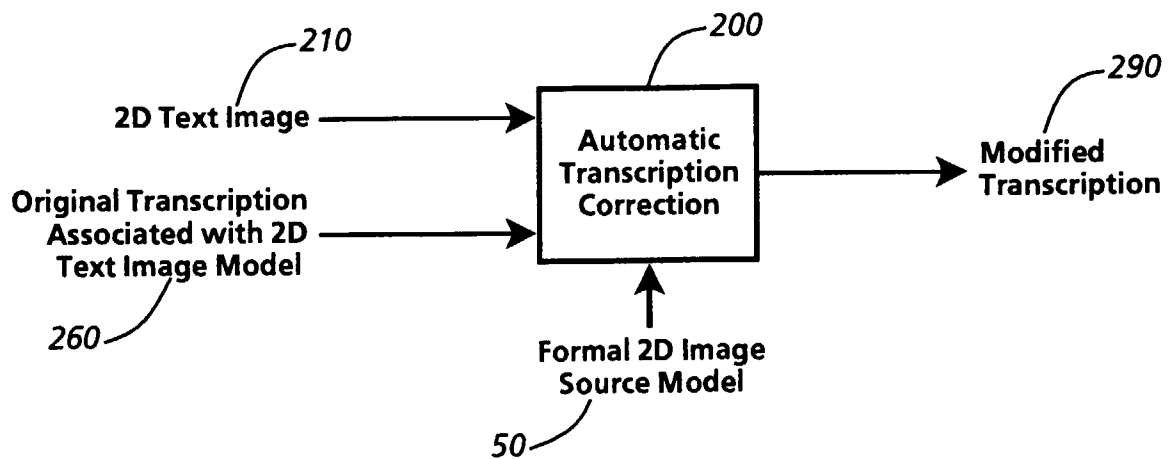 210
200
290
2D Text Image
Automatic
Transcription
Correction
Modified
Transcription
Original Transcription
Associated with 2D
Text Image Model
260
Formal 2D Image
Source Model
50